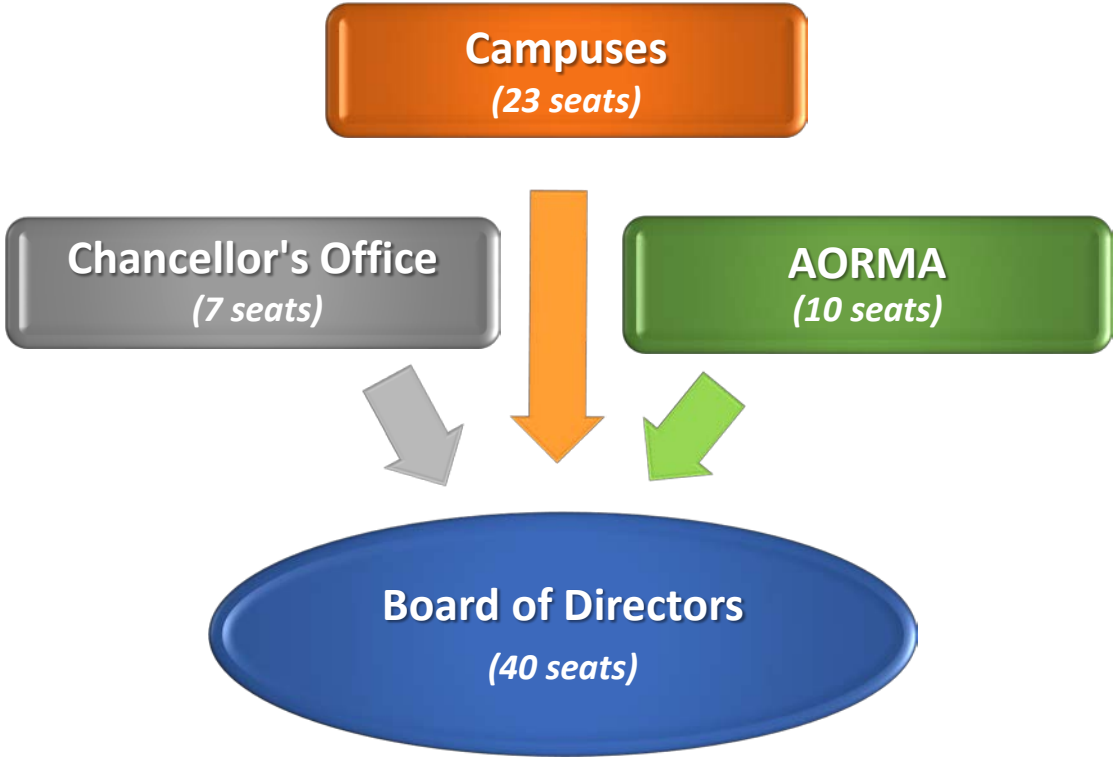 Campuses
(23 seats)
Chancellor's Office
(7 seats)
AORMA
(10 seats)
Board of Directors
(40 seats)